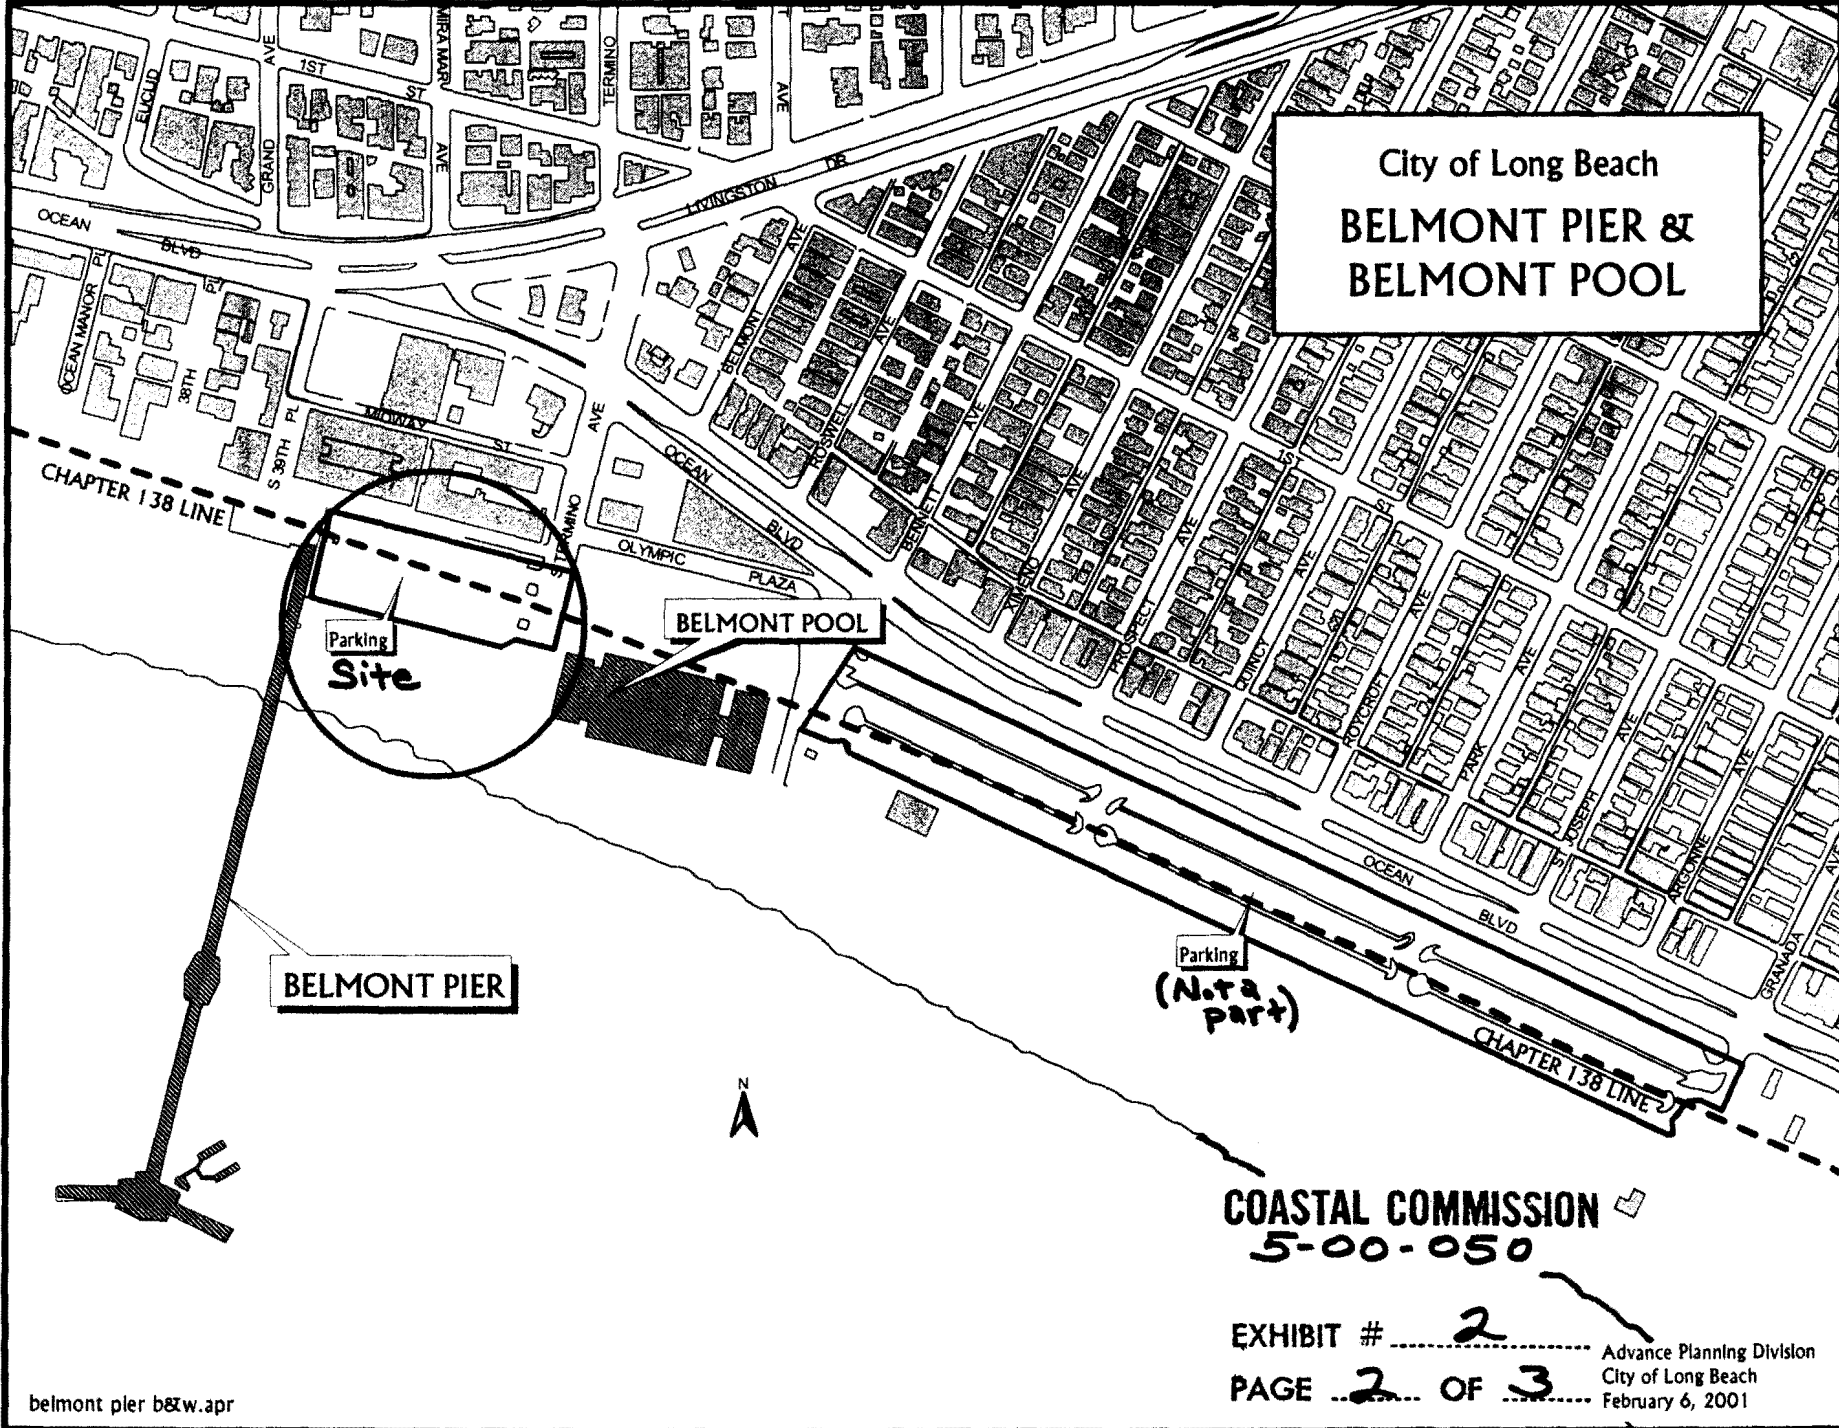 City of Long Beach
BELMONT PIER &
BELMONT POOL
EUCLID
AVE
GRAND
1ST
ST
MIRA MAR
AVE
TERMINO
AVE
LIVINGSTON DR
OCEAN
BLVD
PL
OCEAN MANOR
PL
38TH
S 39TH PL
MIDWAY
ST
AVE
S TERMINO
OCEAN
BLVD
OLYMPIC
PLAZA
BELMONT
AVE
ROSWELL
AVE
BENNETT
AVE
XIMENO
AVE
PROSPECT
AVE
QUINCY
AVE
ROYCROFT
AVE
PARK
AVE
ST JOSEPH
AVE
ARGONNE
AVE
GRANADA
AVE
1ST
ST
CHAPTER 138 LINE
Parking
Site
BELMONT POOL
BELMONT PIER
OCEAN
BLVD
Parking
(Not a
part)
CHAPTER 138 LINE
N
COASTAL COMMISSION
5-00-050
EXHIBIT # 2
PAGE 2 OF 3
Advance Planning Division
City of Long Beach
February 6, 2001
belmont pier b&w.apr